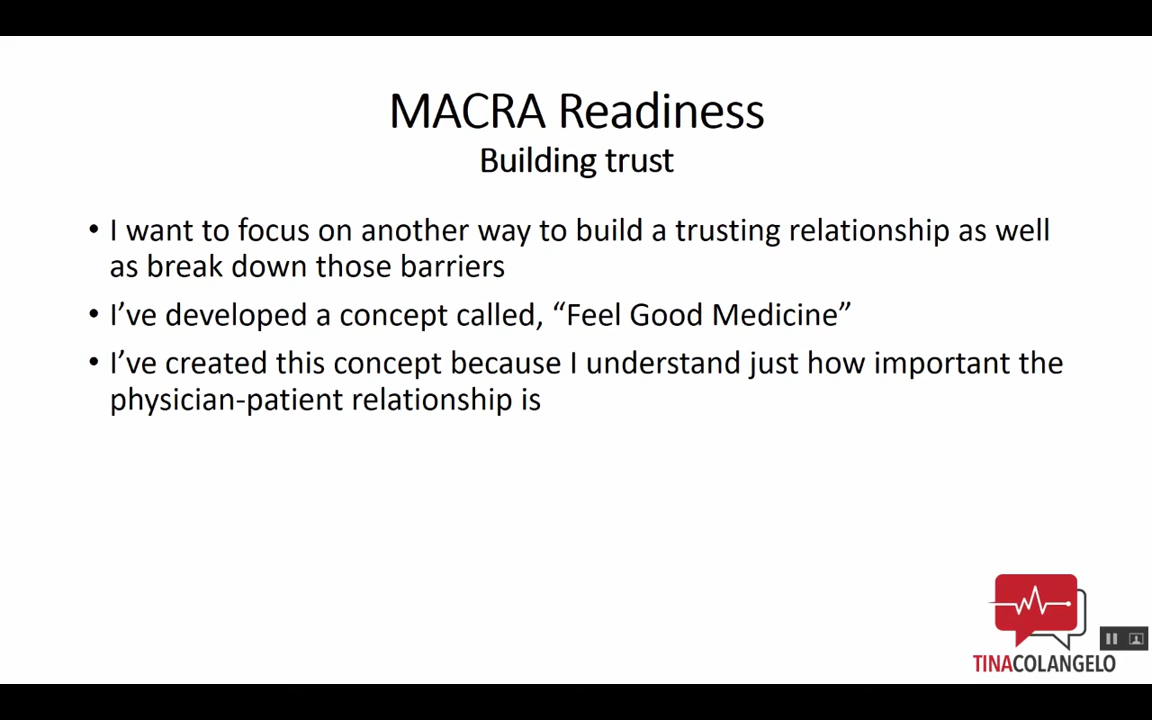 MACRA Readiness
Building trust
• I want to focus on another way to build a trusting relationship as well
as break down those barriers
• I’ve developed a concept called, “Feel Good Medicine”
• I’ve created this concept because I understand just how important the
physician-patient relationship is
TINACOLANGELO